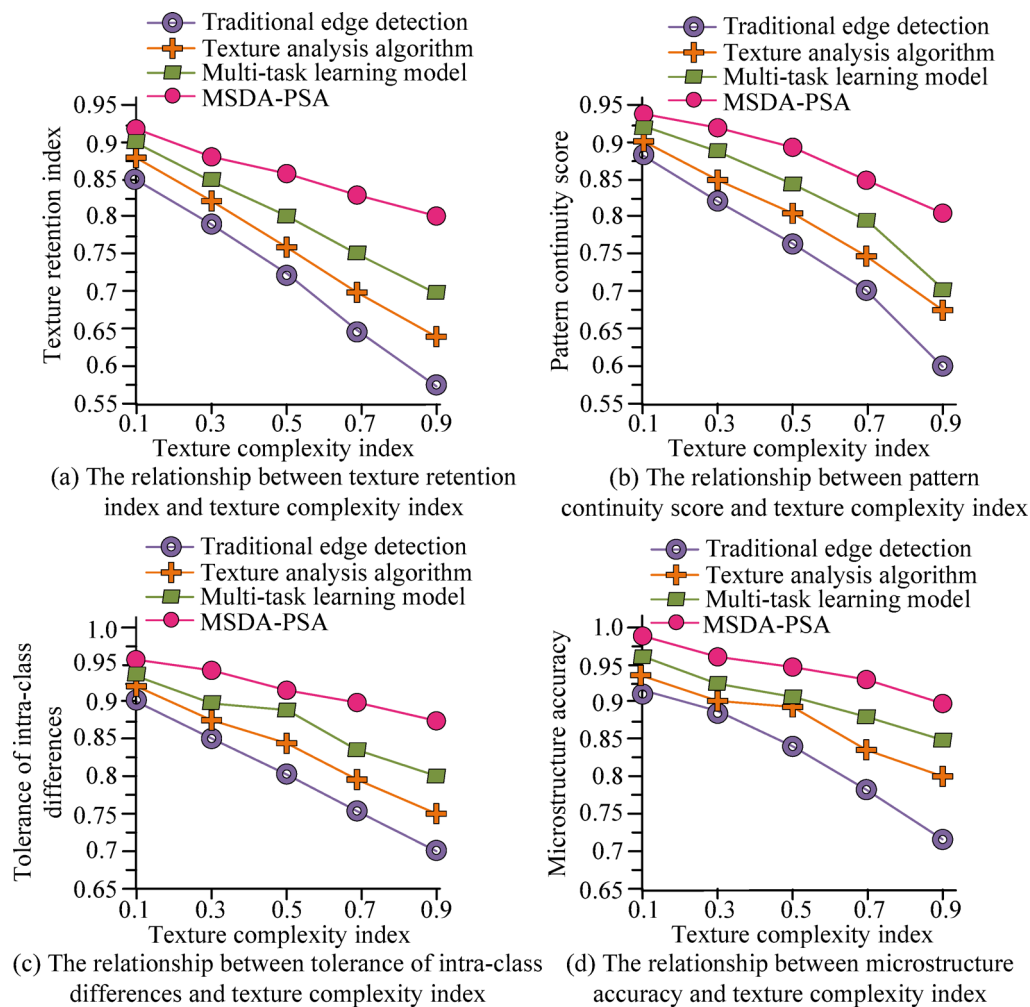 Traditional edge detection
Texture analysis algorithm
Multi-task learning model
MSDA-PSA
0.95
0.9
0.85
0.8
0.75
0.7
0.65
0.6
0.55
Texture retention index
0.1 0.3 0.5 0.7 0.9
Texture complexity index
(a) The relationship between texture retention
index and texture complexity index
Traditional edge detection
Texture analysis algorithm
Multi-task learning model
MSDA-PSA
0.95
0.9
0.85
0.8
0.75
0.7
0.65
0.6
0.55
Pattern continuity score
0.1 0.3 0.5 0.7 0.9
Texture complexity index
(b) The relationship between pattern
continuity score and texture complexity index
Traditional edge detection
Texture analysis algorithm
Multi-task learning model
MSDA-PSA
1.0
0.95
0.9
0.85
0.8
0.75
0.7
0.65
Tolerance of intra-class
differences
0.1 0.3 0.5 0.7 0.9
Texture complexity index
(c) The relationship between tolerance of intra-class
differences and texture complexity index
Traditional edge detection
Texture analysis algorithm
Multi-task learning model
MSDA-PSA
1.0
0.95
0.9
0.85
0.8
0.75
0.7
0.65
Microstructure accuracy
0.1 0.3 0.5 0.7 0.9
Texture complexity index
(d) The relationship between microstructure
accuracy and texture complexity index